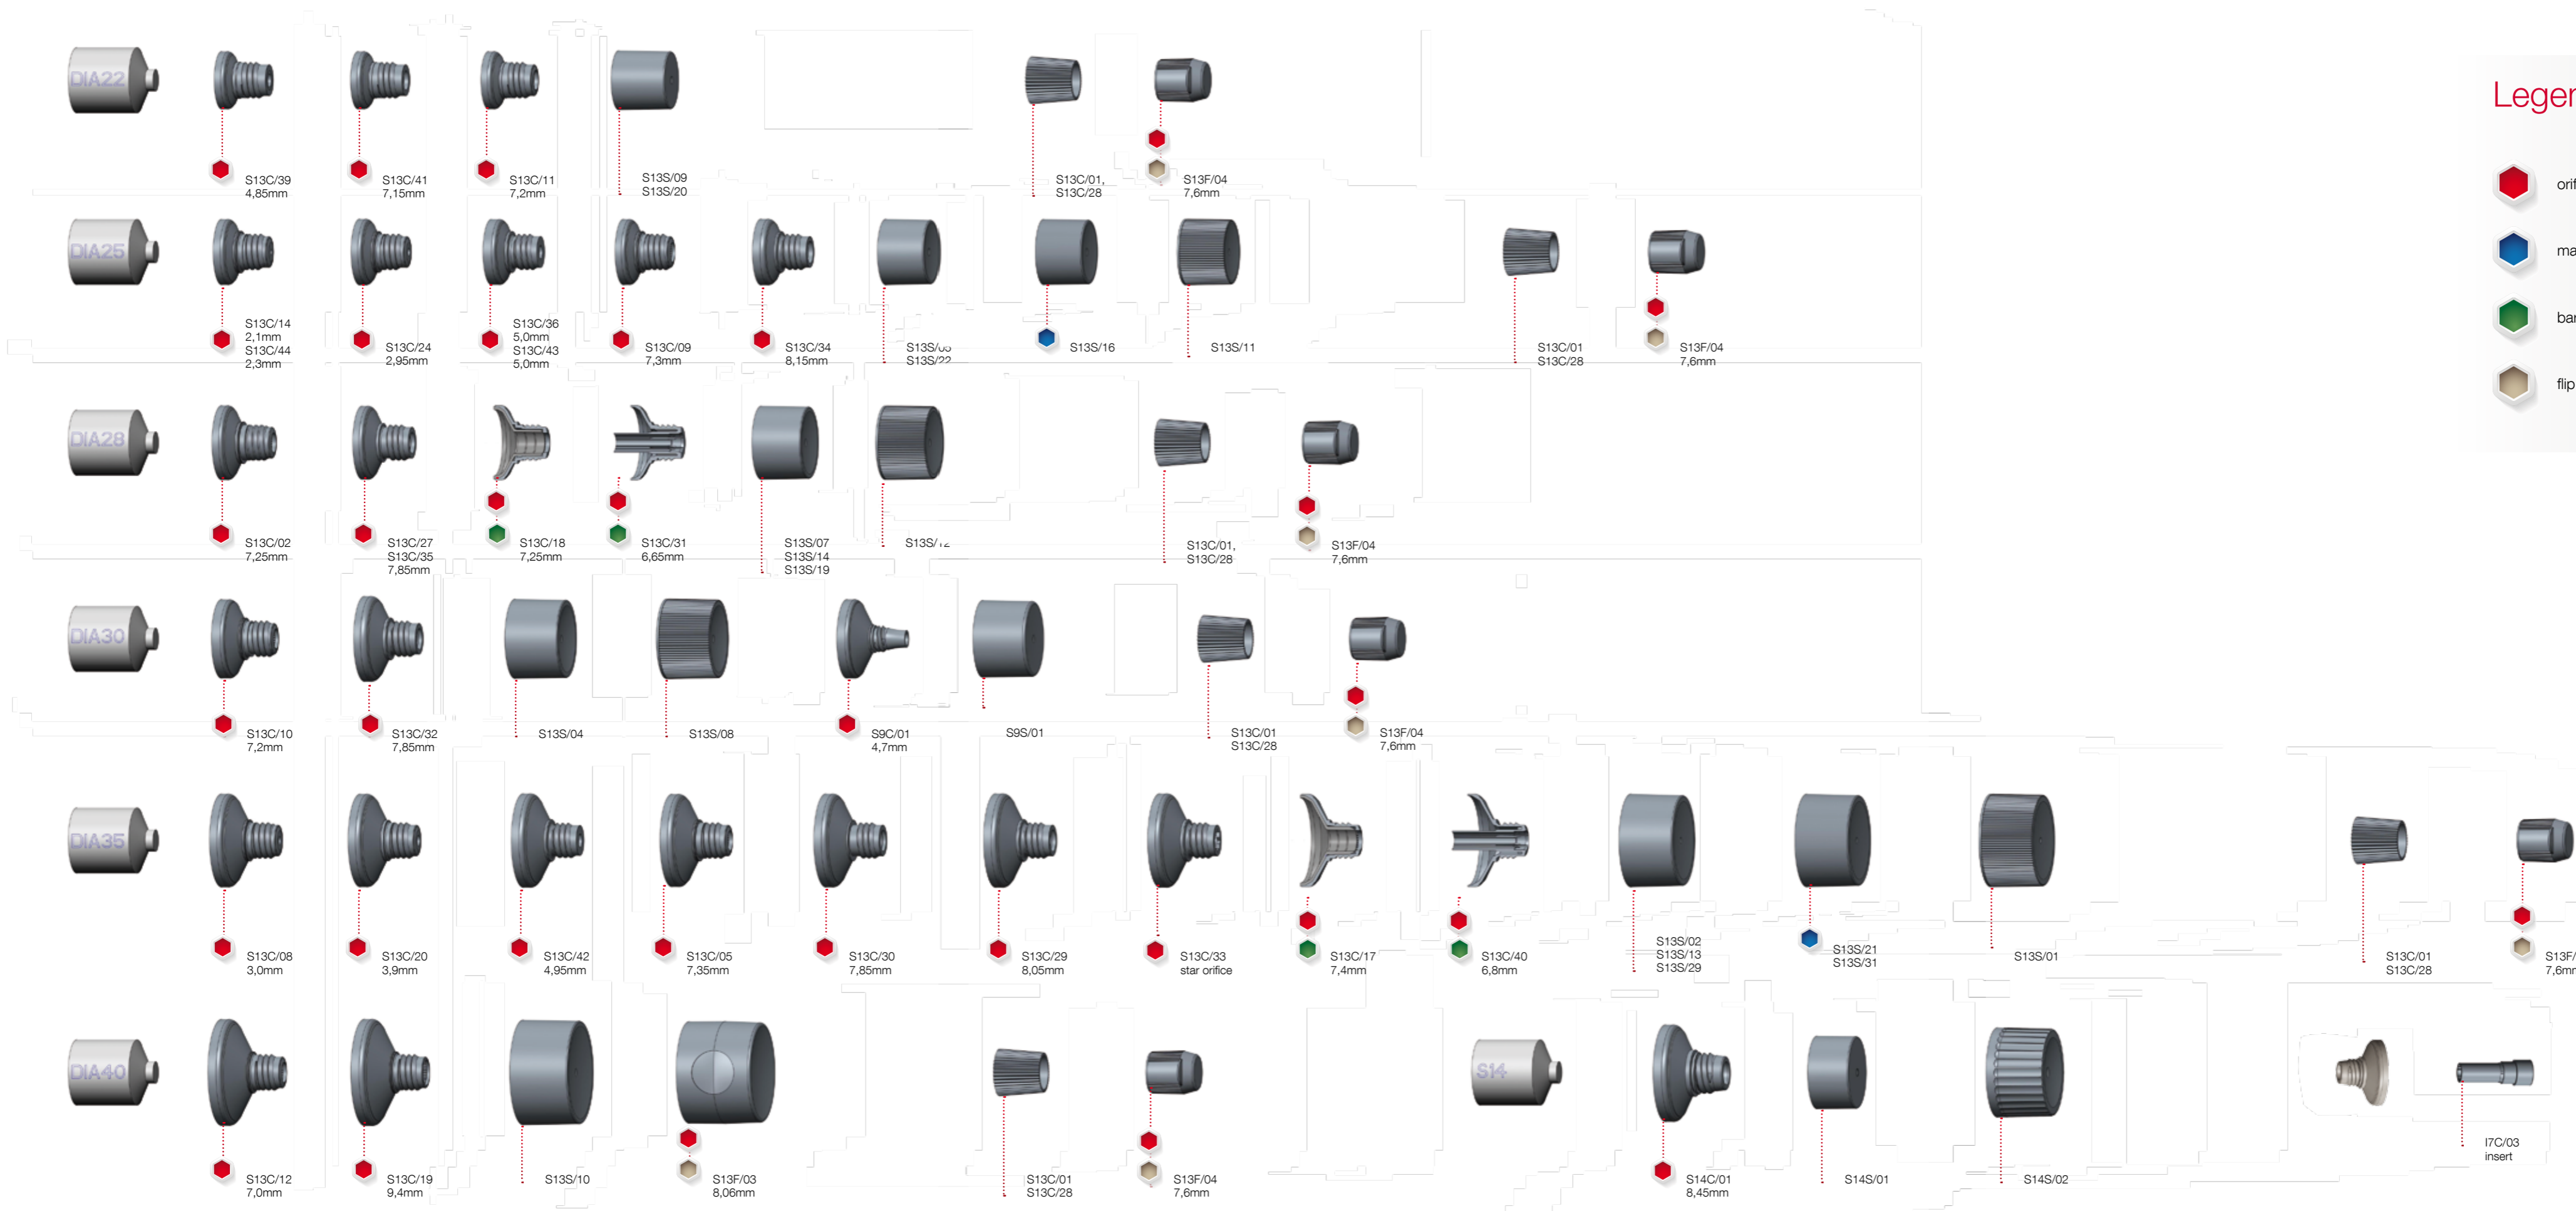 Legen
DIA22
S13C/39
4,85mm
S13C/41
7,15mm
S13C/11
7,2mm
S13S/09
S13S/20
S13C/01,
S13C/28
S13F/04
7,6mm
orif
ma
bar
flip
DIA25
S13C/14
2,1mm
S13C/44
2,3mm
S13C/24
2,95mm
S13C/36
5,0mm
S13C/43
5,0mm
S13C/09
7,3mm
S13C/34
8,15mm
S13S/22
S13S/16
S13S/11
S13C/01
S13C/28
S13F/04
7,6mm
DIA28
S13C/02
7,25mm
S13C/27
S13C/35
7,85mm
S13C/18
7,25mm
S13C/31
6,65mm
S13S/07
S13S/14
S13S/19
S13S/12
S13C/01,
S13C/28
S13F/04
7,6mm
DIA30
S13C/10
7,2mm
S13C/32
7,85mm
S13S/04
S13S/08
S9C/01
4,7mm
S9S/01
S13C/01
S13C/28
S13F/04
7,6mm
DIA35
S13C/08
3,0mm
S13C/20
3,9mm
S13C/42
4,95mm
S13C/05
7,35mm
S13C/30
7,85mm
S13C/29
8,05mm
S13C/33
star orifice
S13C/17
7,4mm
S13C/40
6,8mm
S13S/02
S13S/13
S13S/29
S13S/21
S13S/31
S13S/01
S13C/01
S13C/28
S13F/
7,6m
DIA40
S13C/12
7,0mm
S13C/19
9,4mm
S13S/10
S13F/03
8,06mm
S13C/01
S13C/28
S13F/04
7,6mm
S14
S14C/01
8,45mm
S14S/01
S14S/02
I7C/03
insert